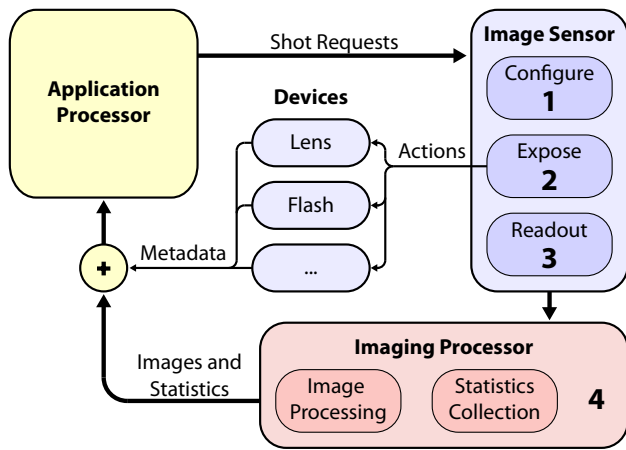 Application
Processor
Shot Requests
Image Sensor
Configure
1
Expose
2
Readout
3
Devices
Lens
Flash
...
Actions
Metadata
+
Images and
Statistics
Imaging Processor
Image
Processing
Statistics
Collection
4